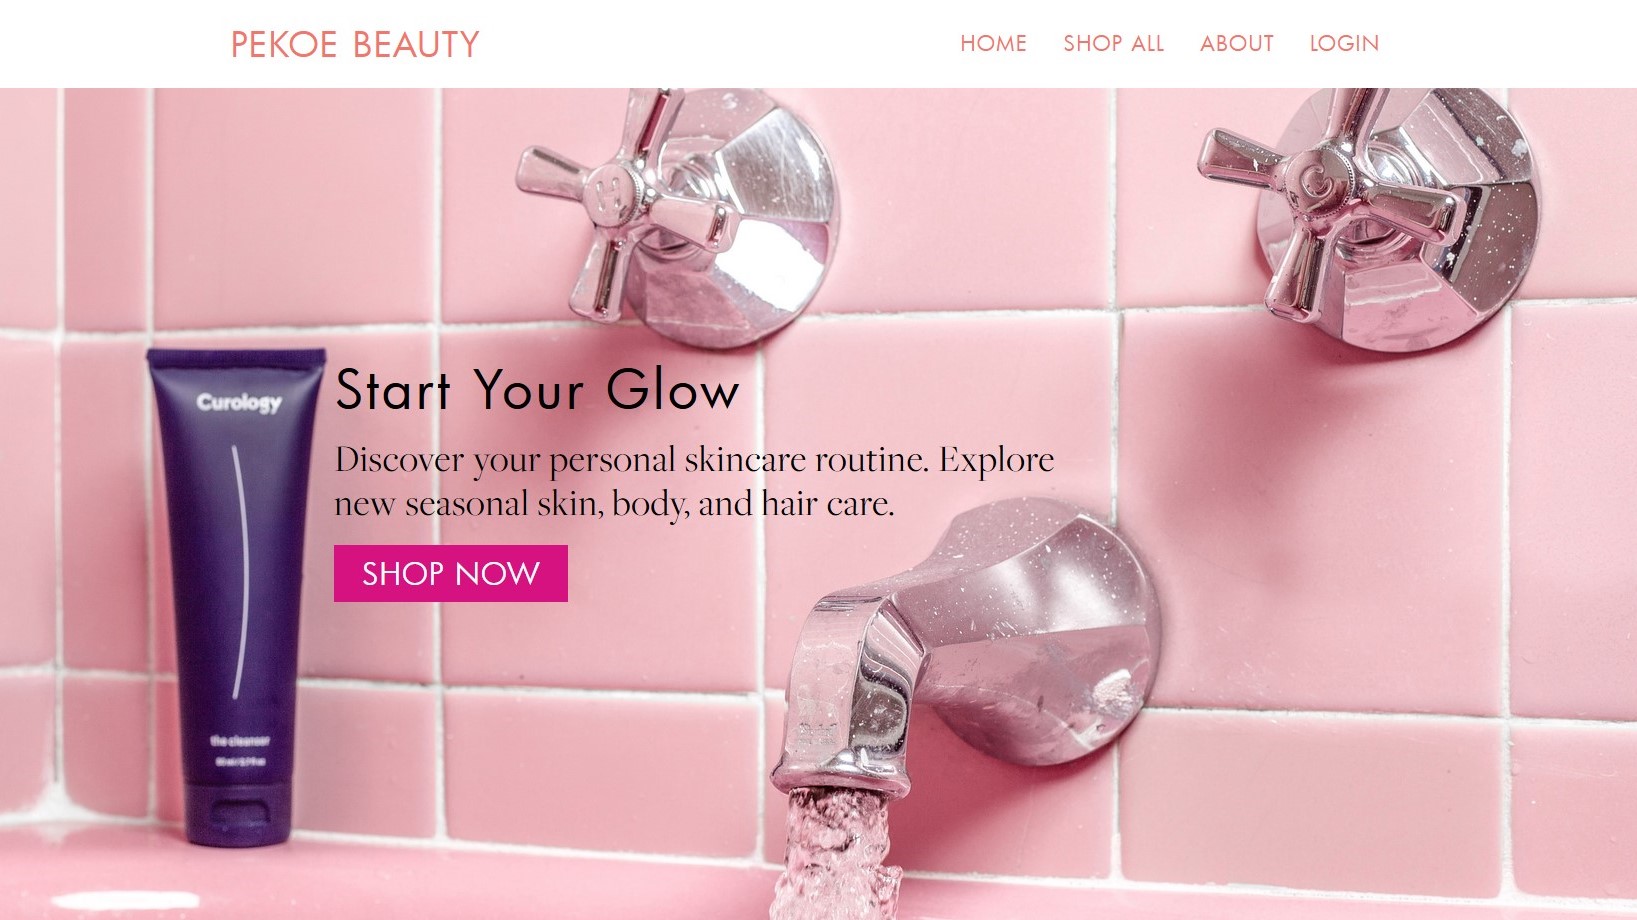 PEKOE BEAUTY
HOME SHOP ALL ABOUT LOGIN
H
C
Curology
Start Your Glow
Discover your personal skincare routine. Explore
new seasonal skin, body, and hair care.
SHOP NOW
the cleanser